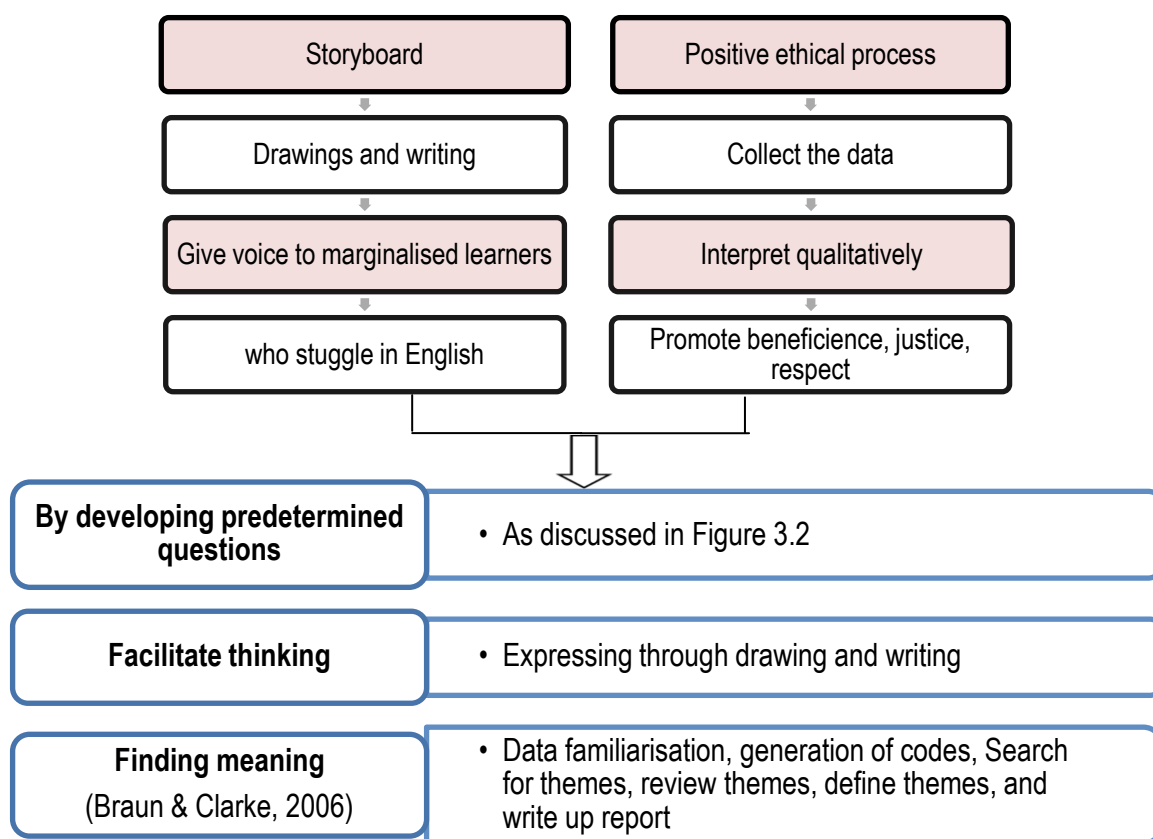 Storyboard
Drawings and writing
Give voice to marginalised learners
who stuggle in English
Positive ethical process
Collect the data
Interpret qualitatively
Promote beneficience, justice,
respect
By developing predetermined
questions
• As discussed in Figure 3.2
Facilitate thinking
• Expressing through drawing and writing
Finding meaning
(Braun & Clarke, 2006)
• Data familiarisation, generation of codes, Search
for themes, review themes, define themes, and
write up report